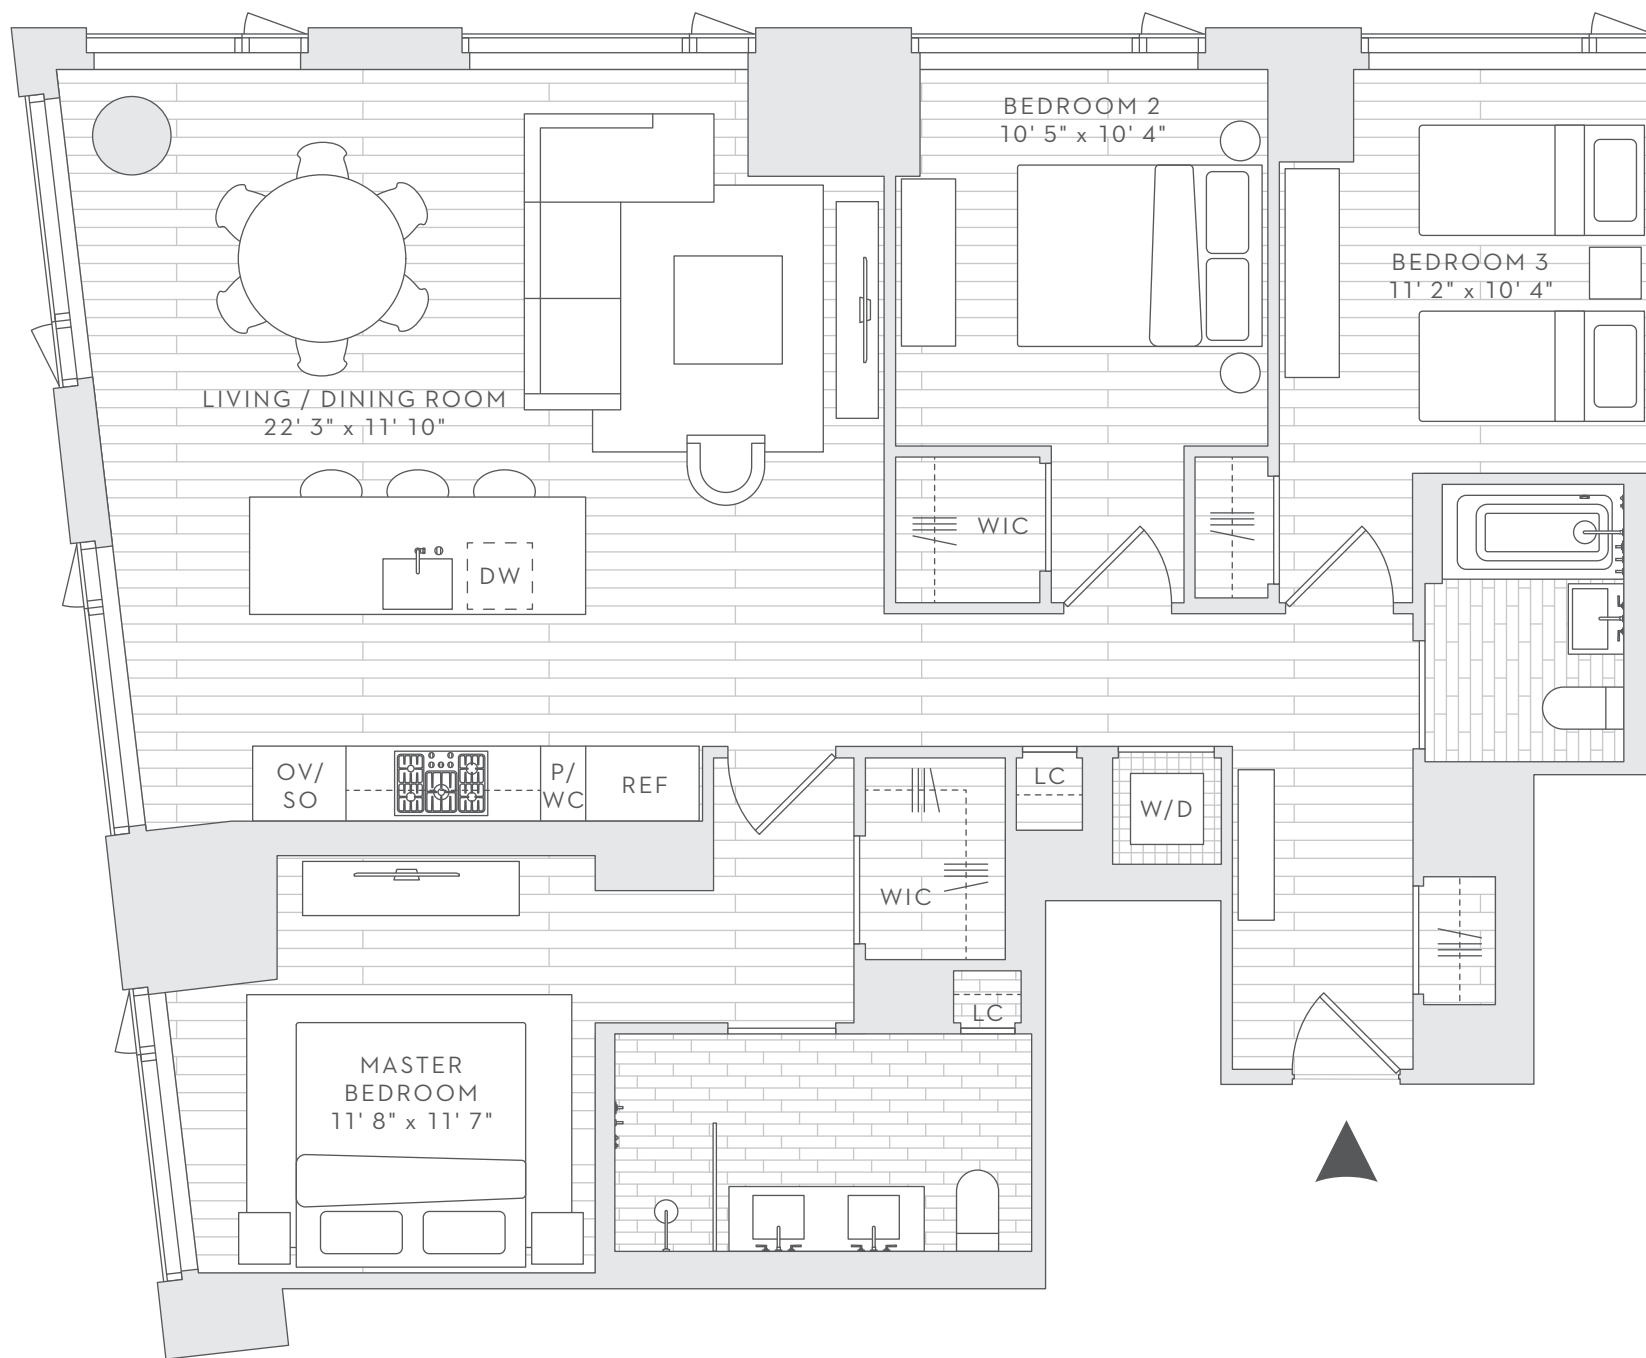 BEDROOM 2
10' 5" x 10' 4"
BEDROOM 3
11' 2" x 10' 4"
LIVING / DINING ROOM
22' 3" x 11' 10"
WIC
DW
OV/
SO
P/
WC
REF
LC
W/D
WIC
LC
MASTER
BEDROOM
11' 8" x 11' 7"